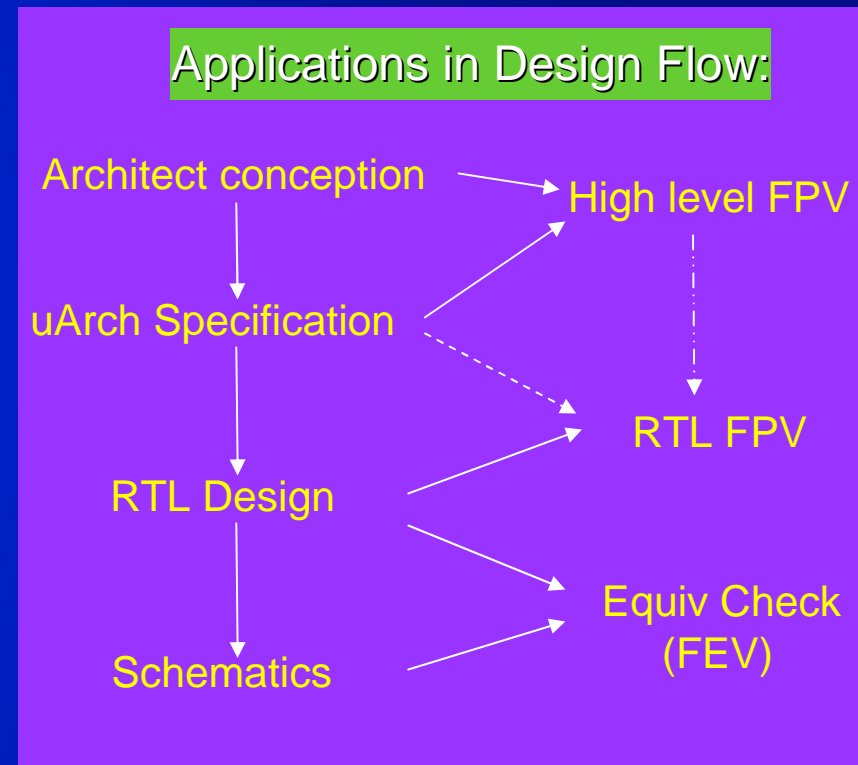 Applications in Design Flow:
Architect conception
High level FPV
uArch Specification
RTL FPV
RTL Design
Equiv Check
(FEV)
Schematics